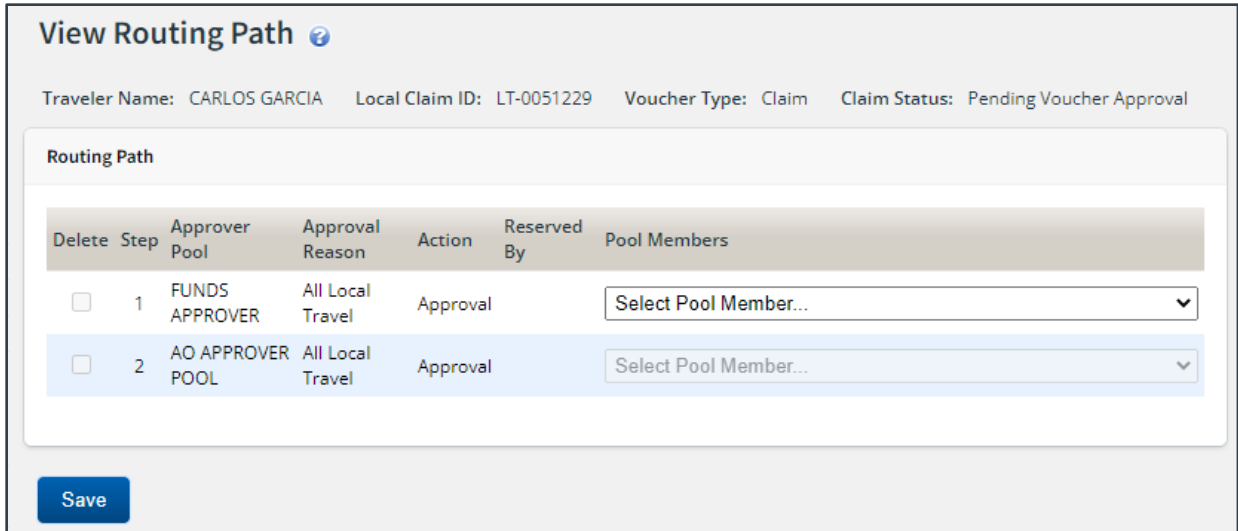 View Routing Path ?
Traveler Name: CARLOS GARCIA Local Claim ID: LT-0051229 Voucher Type: Claim Claim Status: Pending Voucher Approval
Routing Path
Delete Step Approver Pool Approval Reason Action Reserved By Pool Members
1 FUNDS APPROVER All Local Travel Approval Select Pool Member...
2 AO APPROVER POOL All Local Travel Approval Select Pool Member...
Save